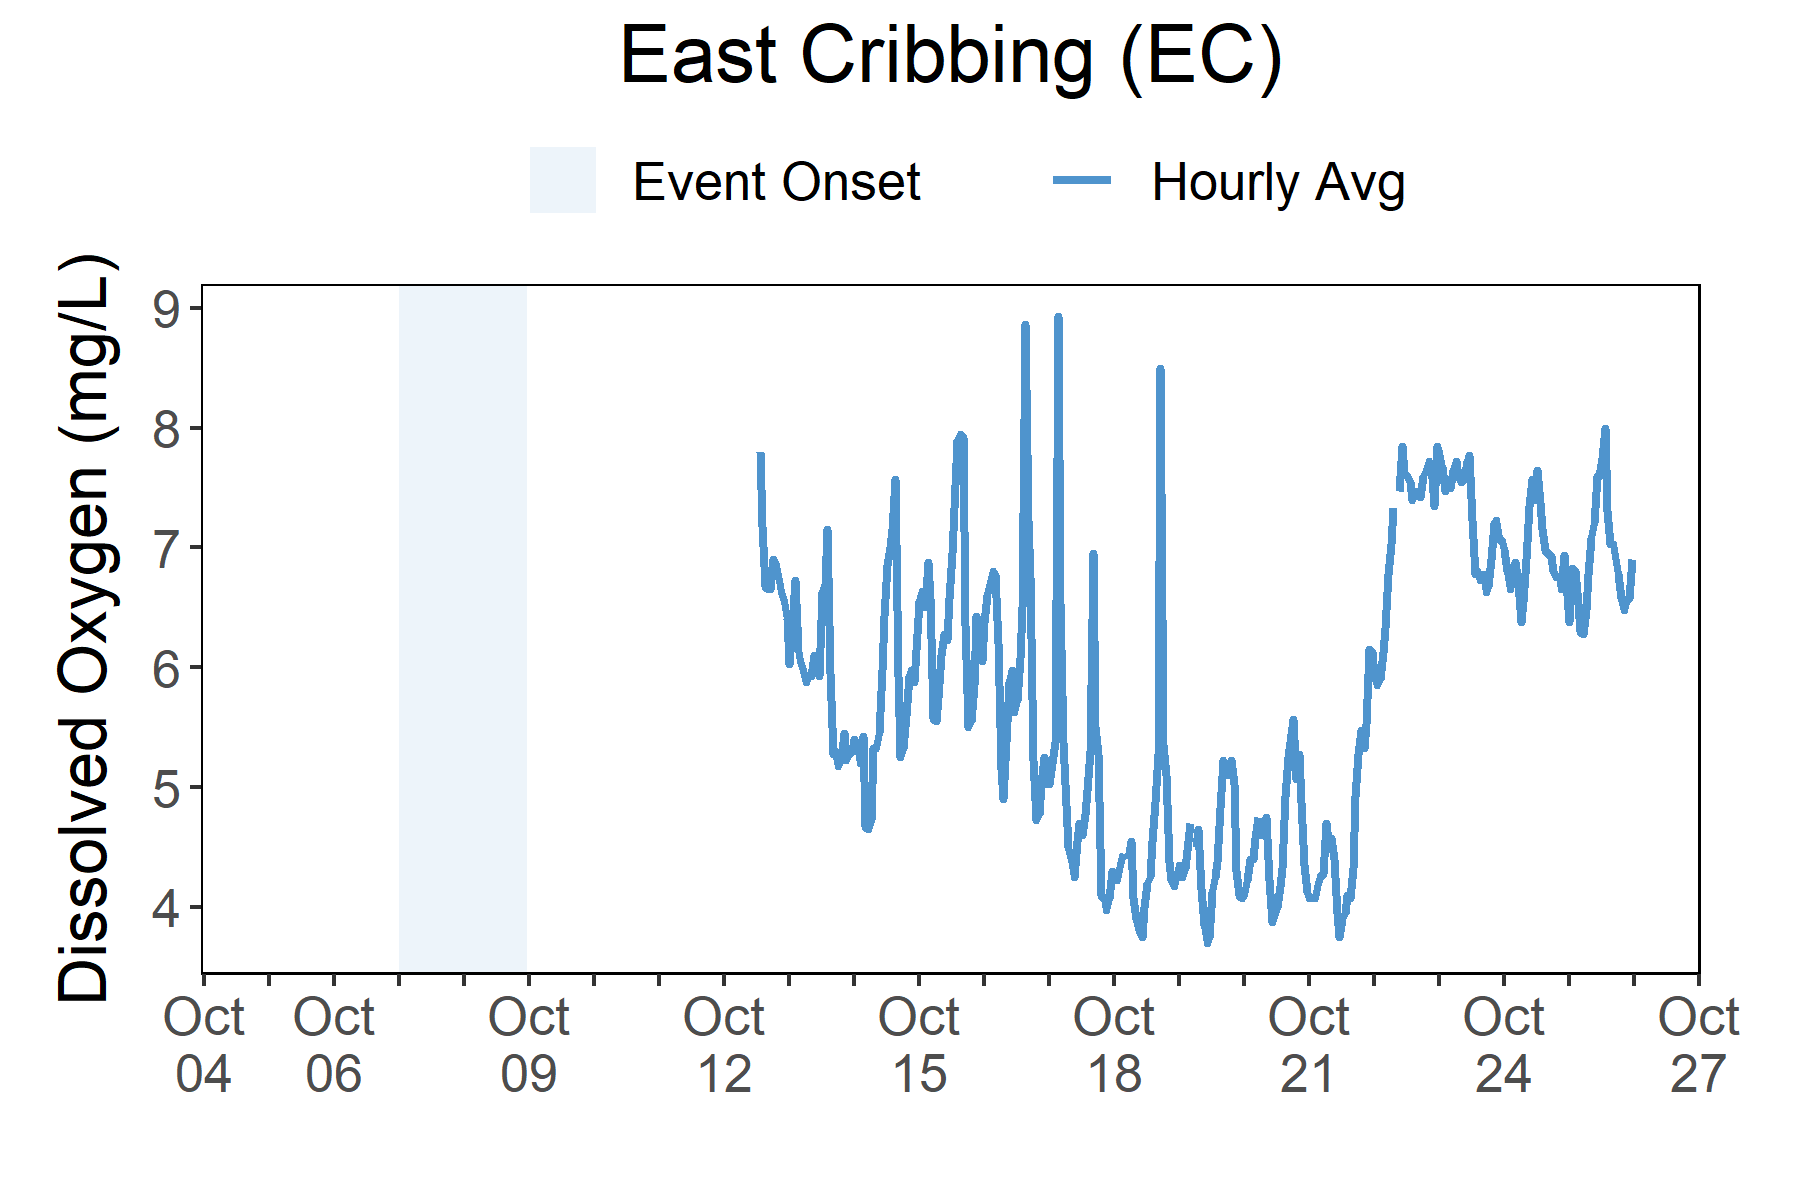 East Cribbing (EC)
Event Onset Hourly Avg
Dissolved Oxygen (mg/L)
9
8
7
6
5
4
Oct Oct Oct Oct Oct Oct Oct Oct Oct
04 06 09 12 15 18 21 24 27